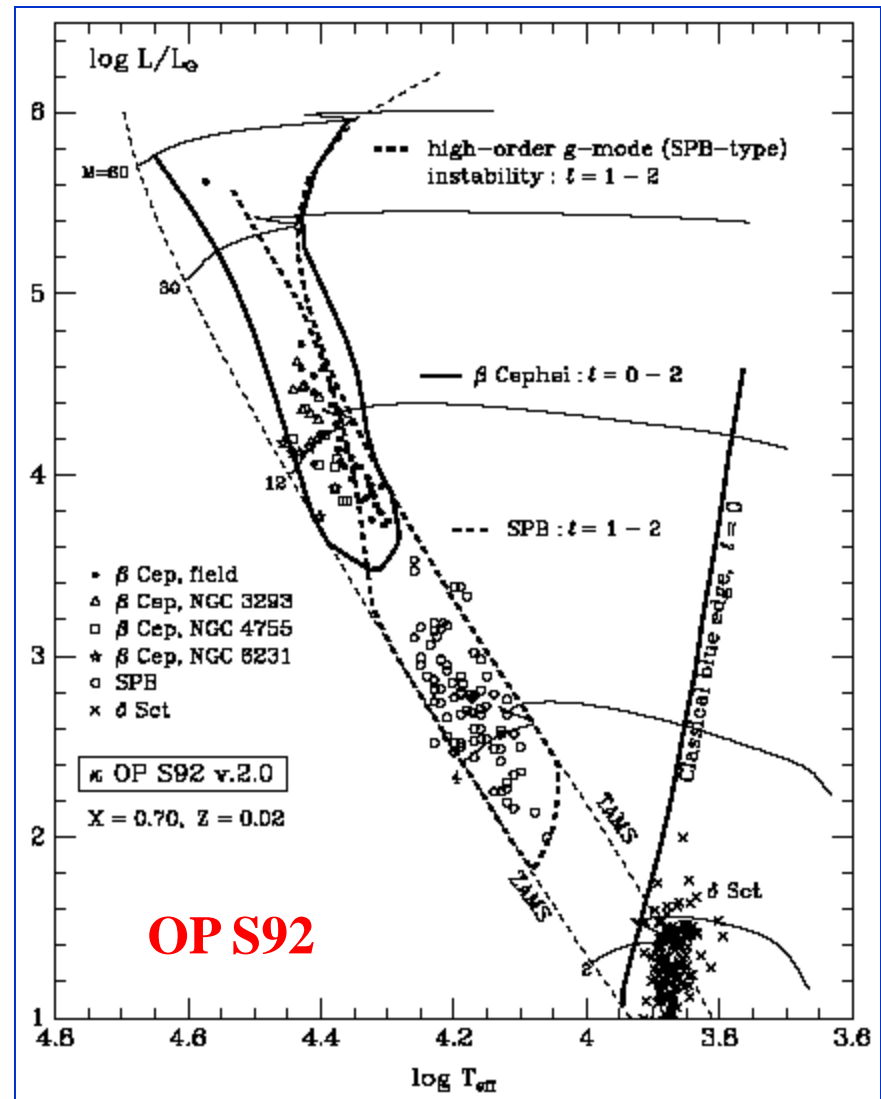 log L/L⊙
6
5
4
3
2
1
M=60
30
12
4
2
high-order g-mode (SPB-type)
instability : ℓ = 1 - 2
β Cephei : ℓ = 0 - 2
SPB : ℓ = 1 - 2
Classical blue edge, ℓ = 0
β Cep, field
β Cep, NGC 3293
β Cep, NGC 4755
β Cep, NGC 6231
SPB
δ Sct
κ OP S92 v.2.0
X = 0.70, Z = 0.02
TAMS
ZAMS
δ Sct
OP S92
4.8 4.6 4.4 4.2 4 3.8 3.6
log Teff